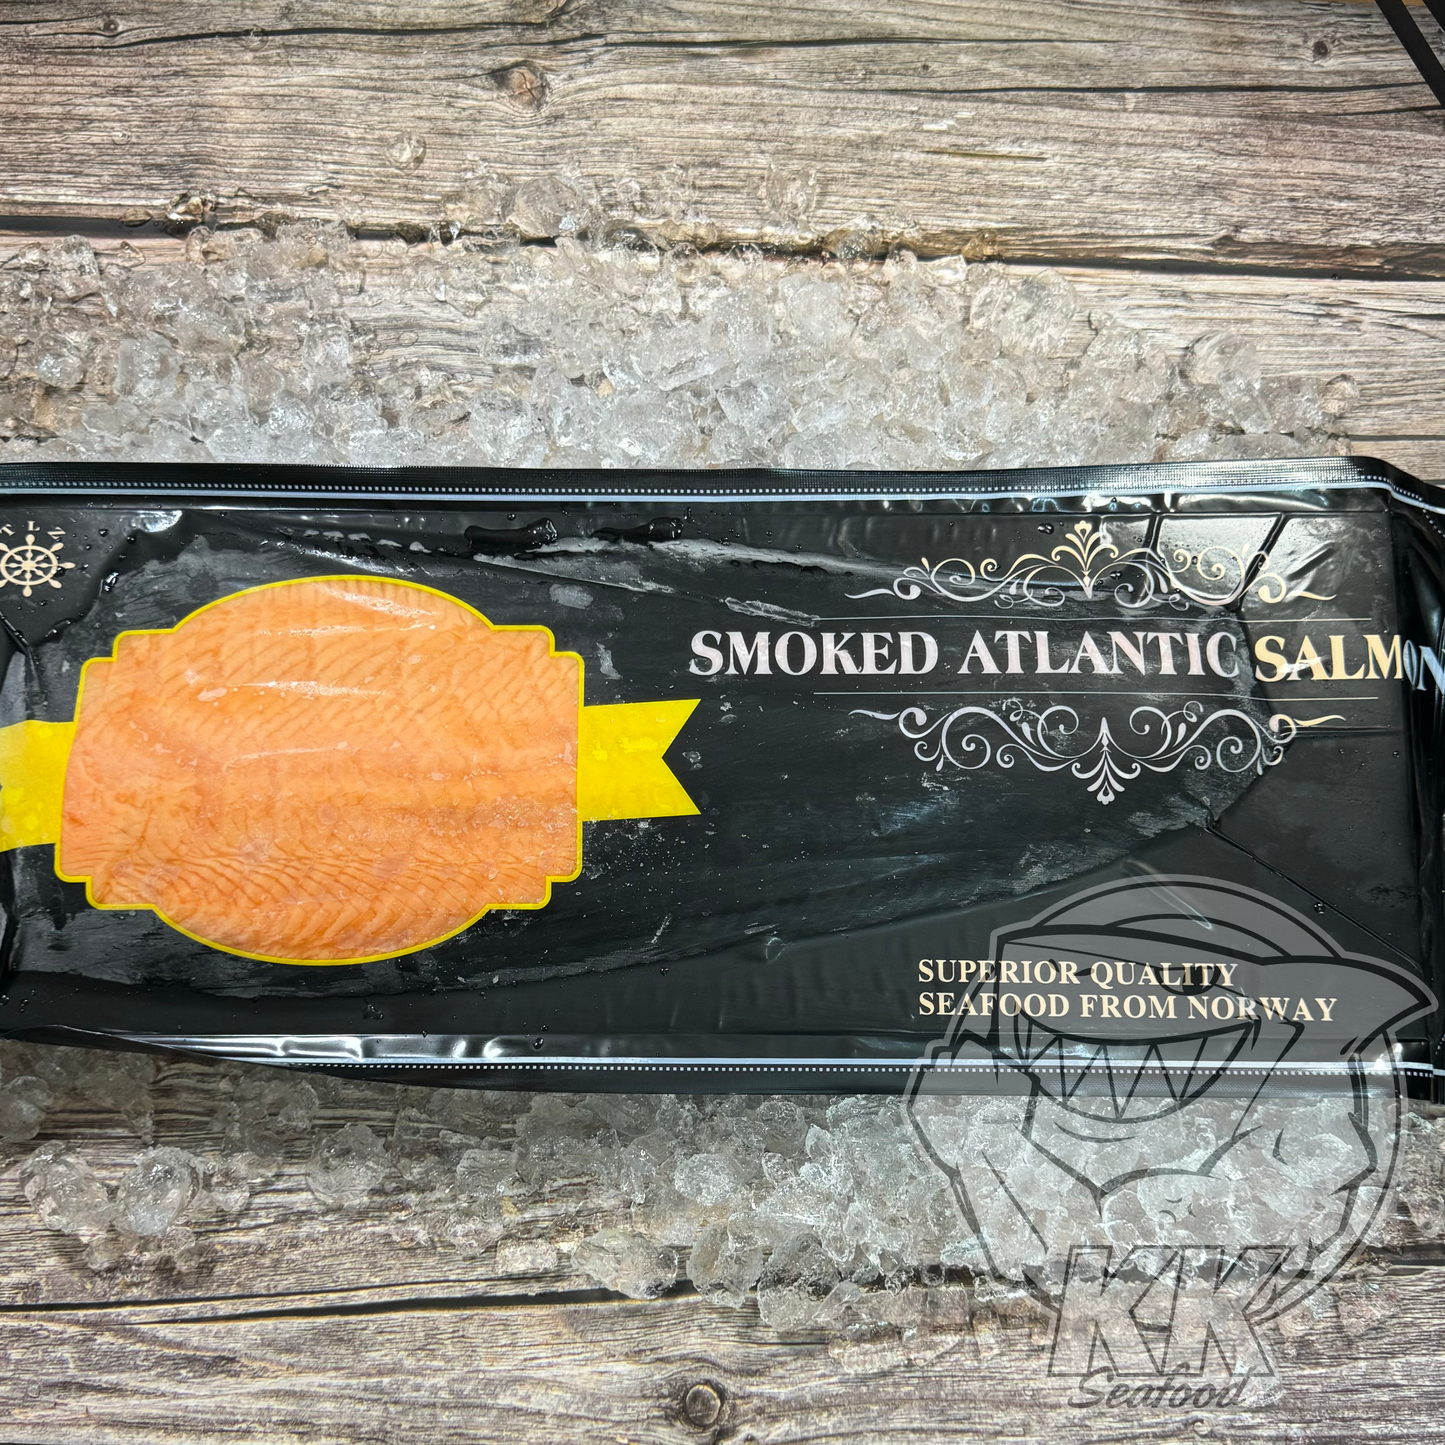 SMOKED ATLANTIC SALMON
SUPERIOR QUALITY
SEAFOOD FROM NORWAY
KK
Seafood